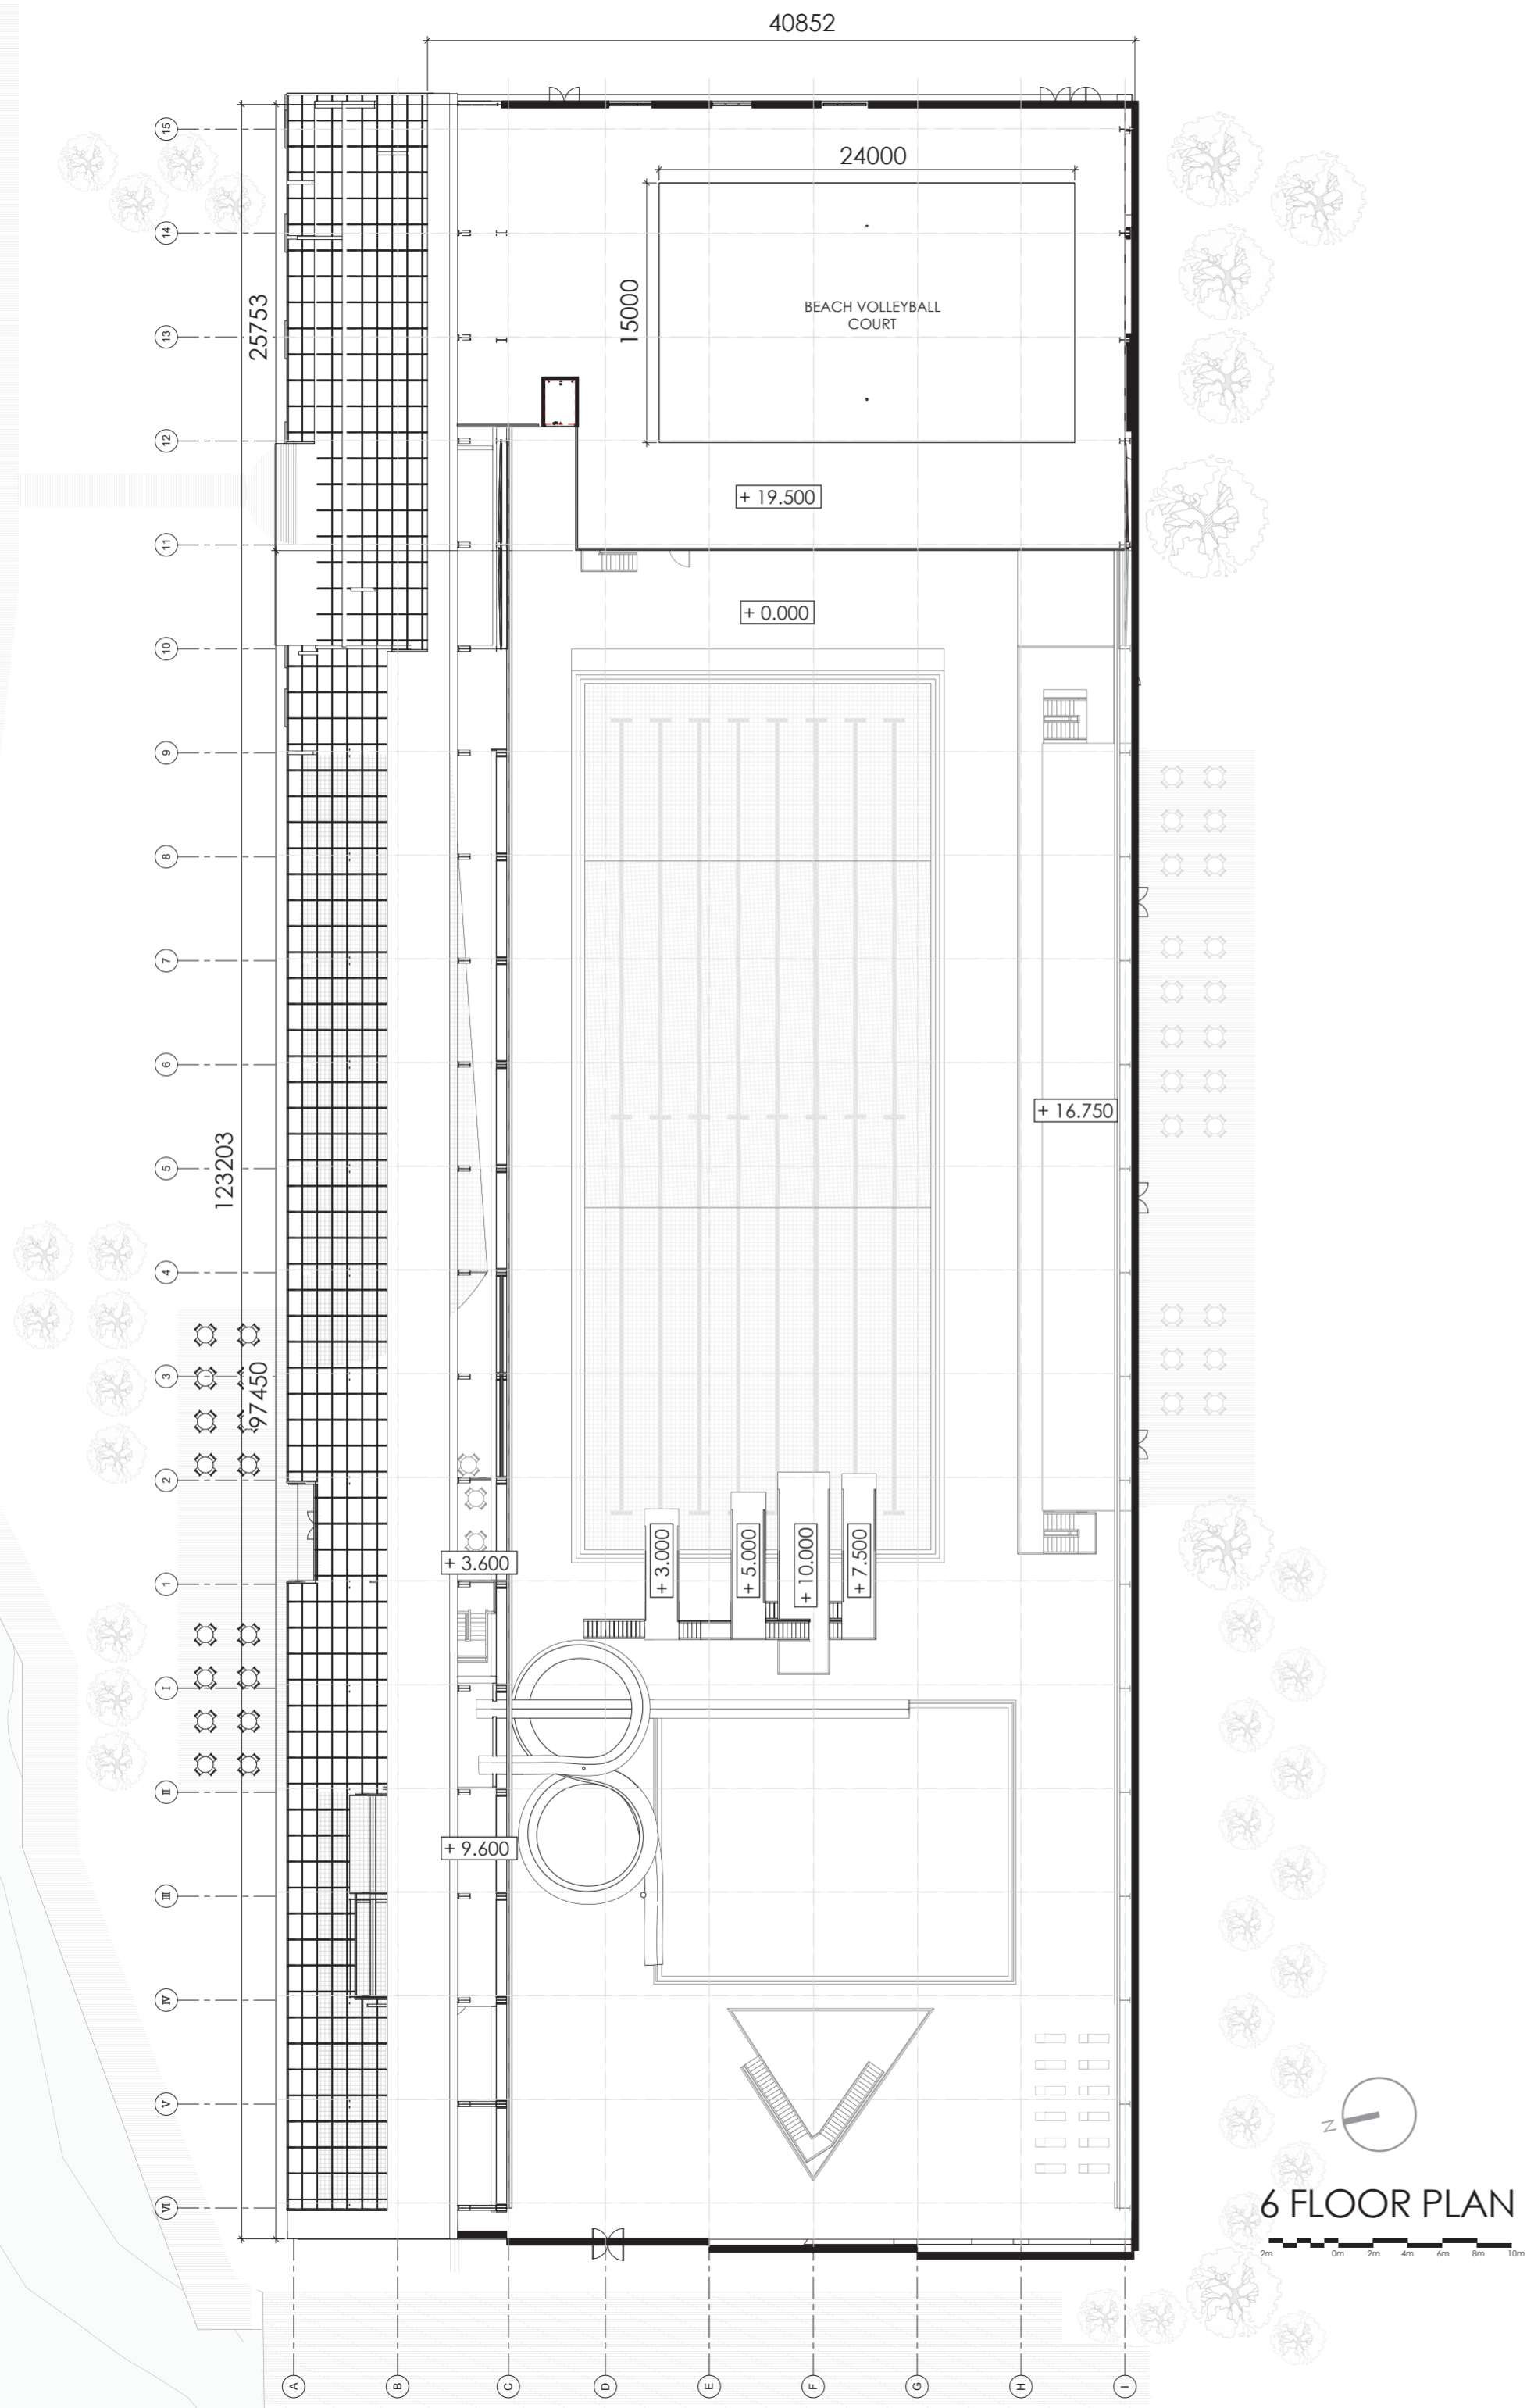 40852
15
24000
14
25753
15000
BEACH VOLLEYBALL
COURT
13
12
+ 19.500
11
+ 0.000
10
9
8
7
6
+ 16.750
123203
5
4
3
97450
2
+ 3.000
+ 5.000
+ 10.000
+ 7.500
+ 3.600
1
I
II
+ 9.600
III
IV
V
N
VI
6 FLOOR PLAN
2m 0m 2m 4m 6m 8m 10m
A B C D E F G H I